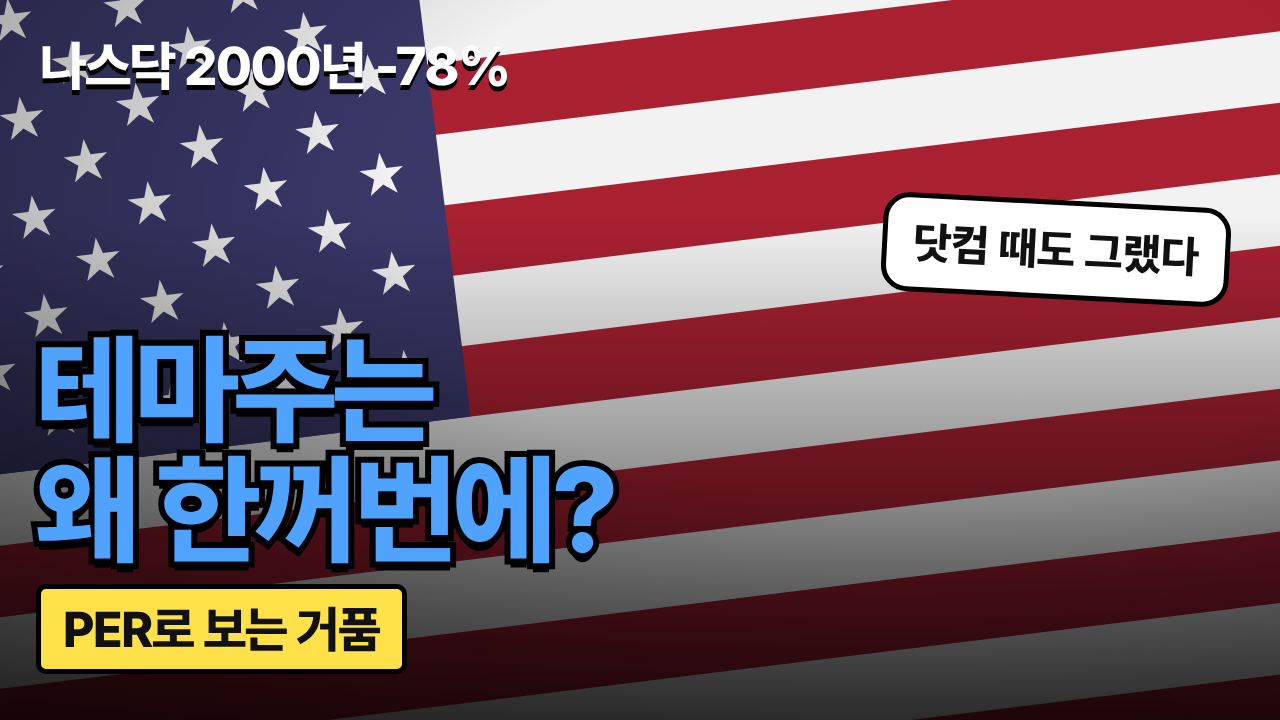 나스닥 2000년 -78%
닷컴 때도 그랬다
테마주는
왜 한꺼번에?
PER로 보는 거품